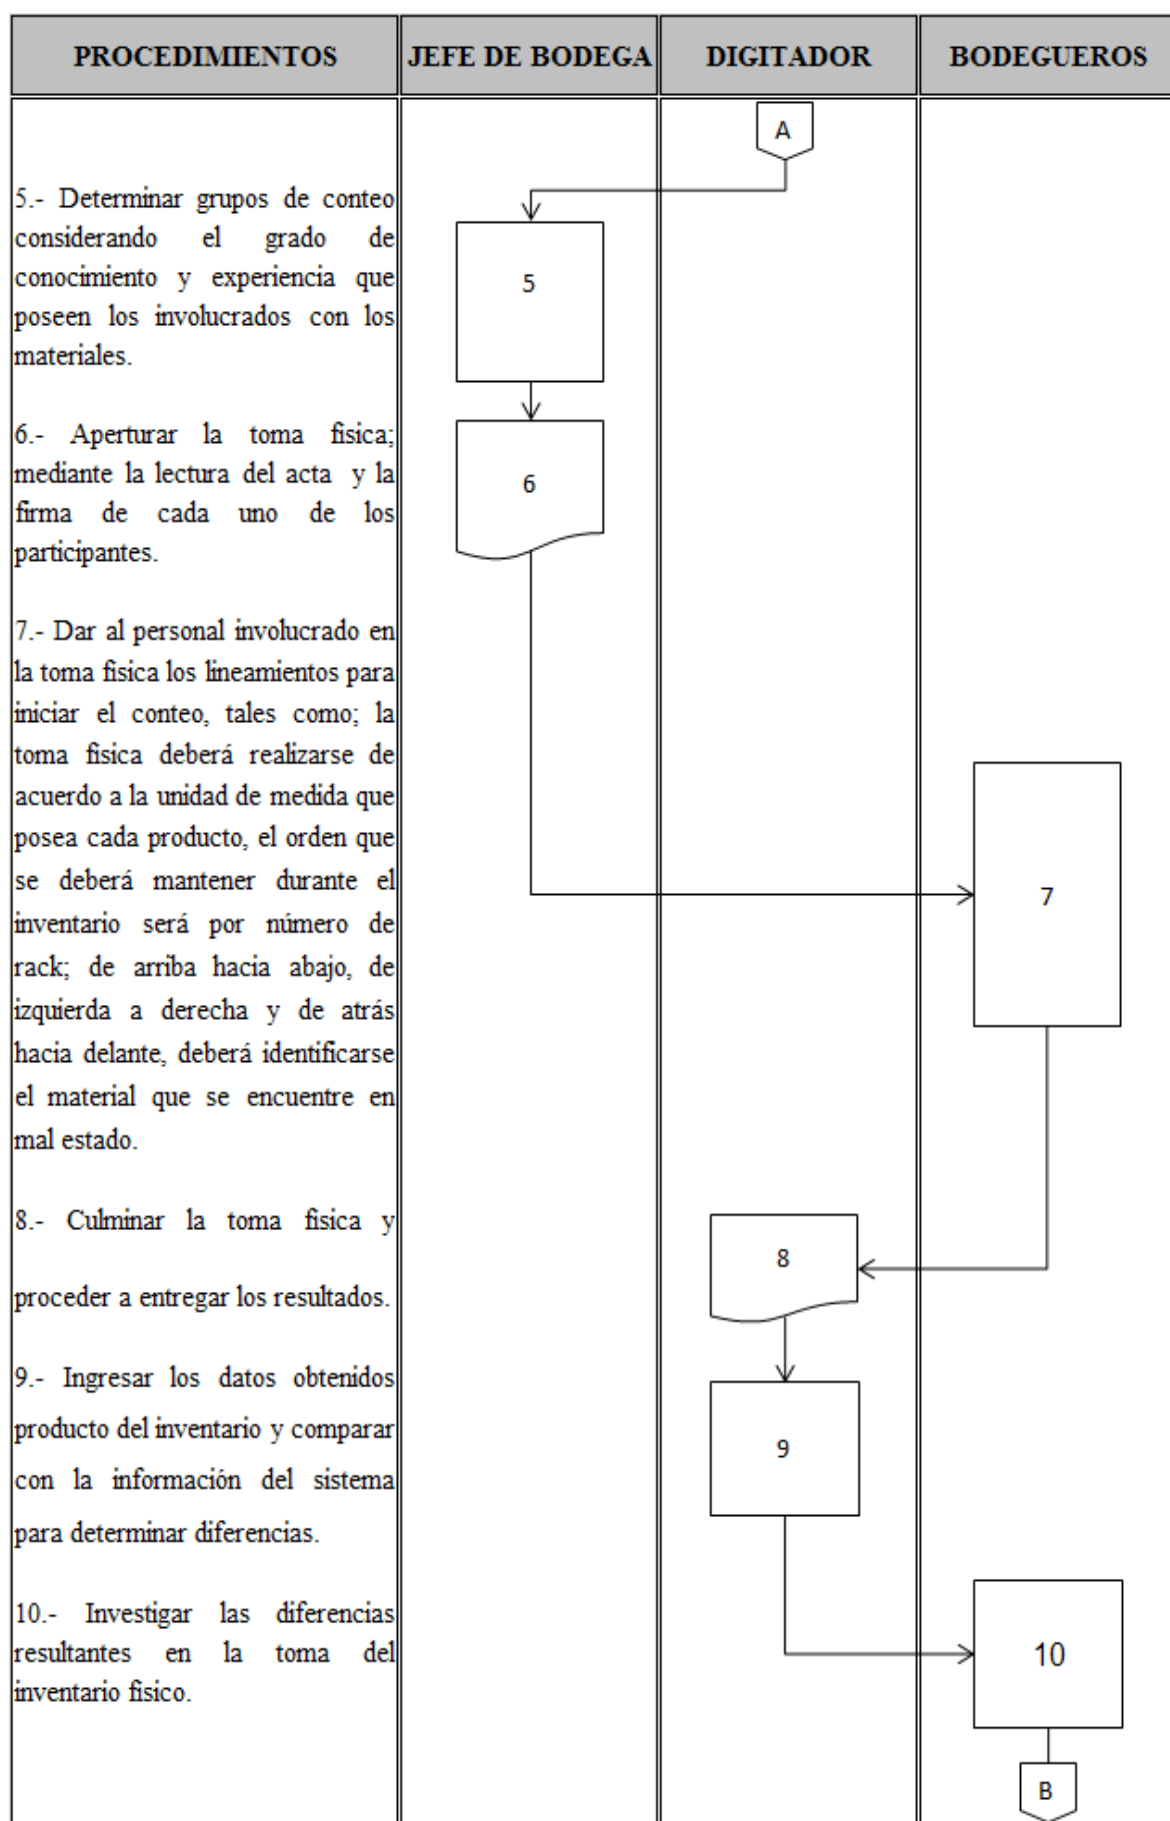 PROCEDIMIENTOS JEFE DE BODEGA DIGITADOR BODEGUEROS
A
5.- Determinar grupos de conteo
considerando el grado de
conocimiento y experiencia que
poseen los involucrados con los
materiales.
5
6.- Aperturar la toma fisica;
mediante la lectura del acta y la
firma de cada uno de los
participantes.
6
7.- Dar al personal involucrado en
la toma fisica los lineamientos para
iniciar el conteo, tales como; la
toma fisica deberá realizarse de
acuerdo a la unidad de medida que
posea cada producto, el orden que
se deberá mantener durante el
inventario será por número de
rack; de arriba hacia abajo, de
izquierda a derecha y de atrás
hacia delante, deberá identificarse
el material que se encuentre en
mal estado.
7
8.- Culminar la toma fisica y
proceder a entregar los resultados.
8
9.- Ingresar los datos obtenidos
producto del inventario y comparar
con la información del sistema
para determinar diferencias.
9
10.- Investigar las diferencias
resultantes en la toma del
inventario fisico.
10
B